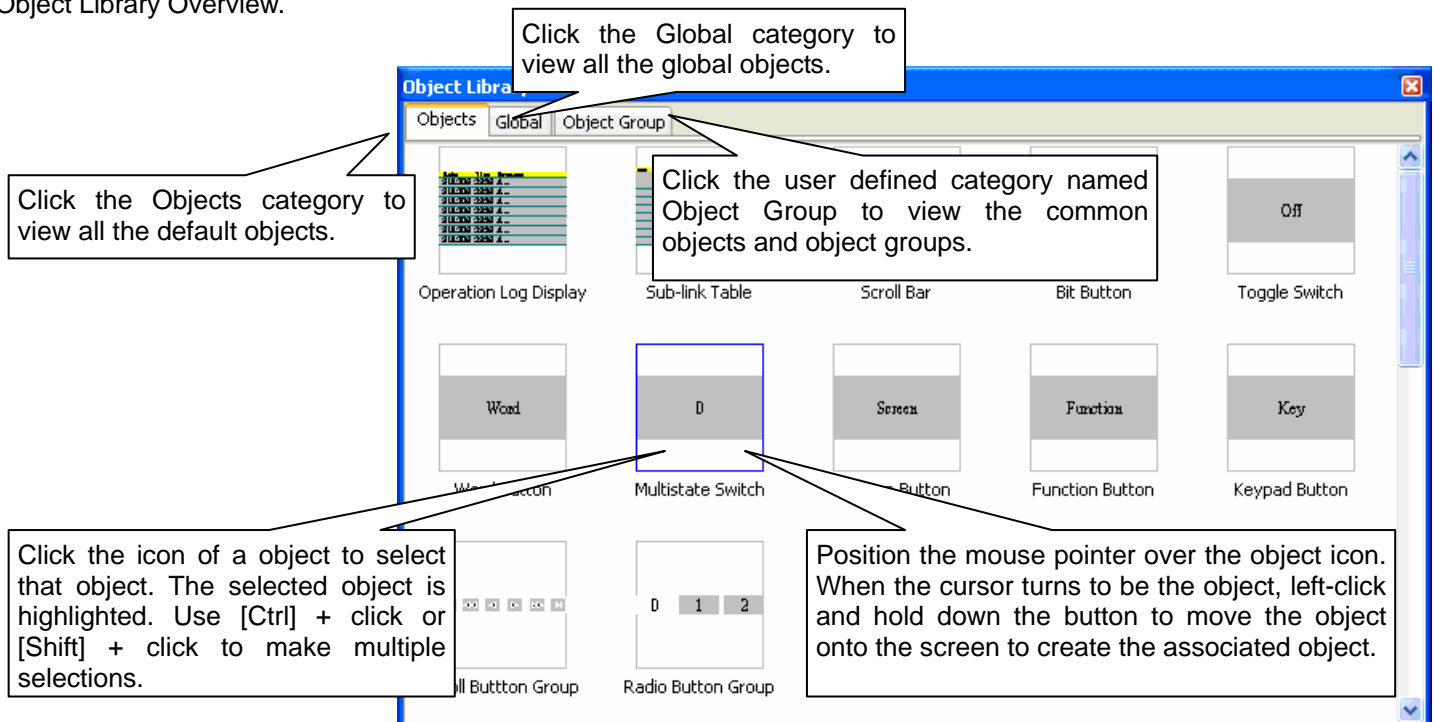 Object Library Overview.
Click the Global category to
view all the global objects.
Object Library
Objects Global Object Group
Click the Objects category to
view all the default objects.
Click the user defined category named
Object Group to view the common
objects and object groups.
Off
Operation Log Display
Sub-link Table
Scroll Bar
Bit Button
Toggle Switch
Word
D
Screen
Function
Key
Multistate Switch
Button
Function Button
Keypad Button
Click the icon of a object to select
that object. The selected object is
highlighted. Use [Ctrl] + click or
[Shift] + click to make multiple
selections.
Position the mouse pointer over the object icon.
When the cursor turns to be the object, left-click
and hold down the button to move the object
onto the screen to create the associated object.
D 1 2
Buttton Group
Radio Button Group